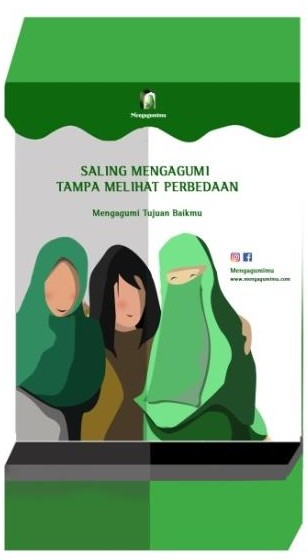 Mengagumimu
SALING MENGAGUMI
TAMPA MELIHAT PERBEDAAN
Mengagumi Tujuan Baikmu
Mengagumimu
www.mengagumimu.com